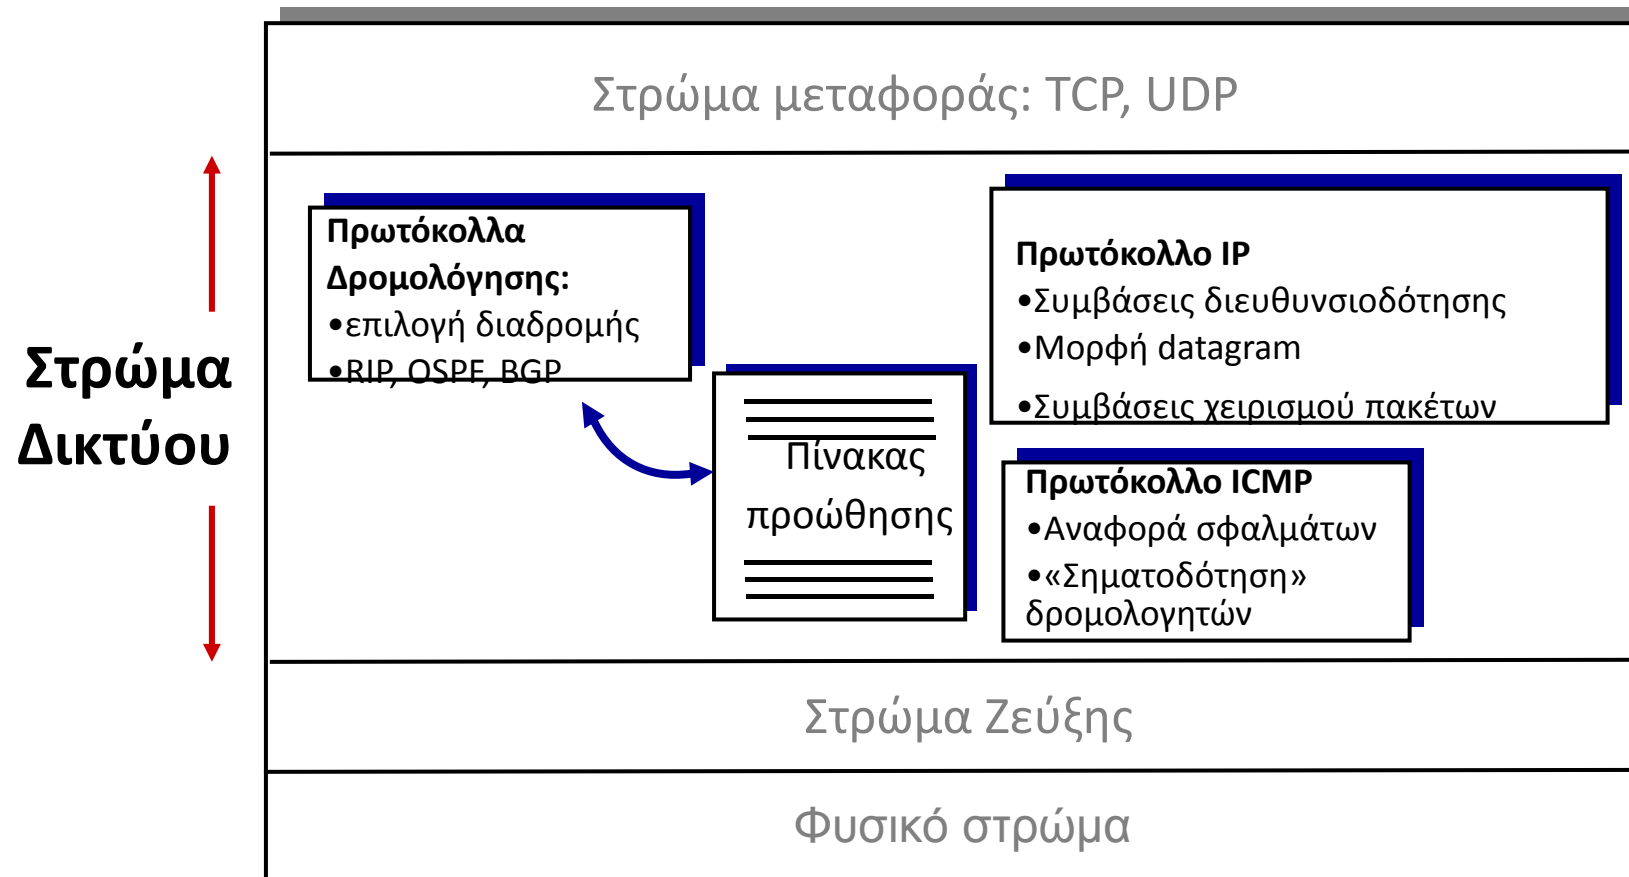 Στρώμα μεταφοράς: TCP, UDP
Στρώμα
Δικτύου
Πρωτόκολλα
Δρομολόγησης:
•επιλογή διαδρομής
•RIP, OSPF, BGP
Πίνακας
προώθησης
Πρωτόκολλο IP
•Συμβάσεις διευθυνσιοδότησης
•Μορφή datagram
•Συμβάσεις χειρισμού πακέτων
Πρωτόκολλο ICMP
•Αναφορά σφαλμάτων
•«Σηματοδότηση»
δρομολογητών
Στρώμα Ζεύξης
Φυσικό στρώμα